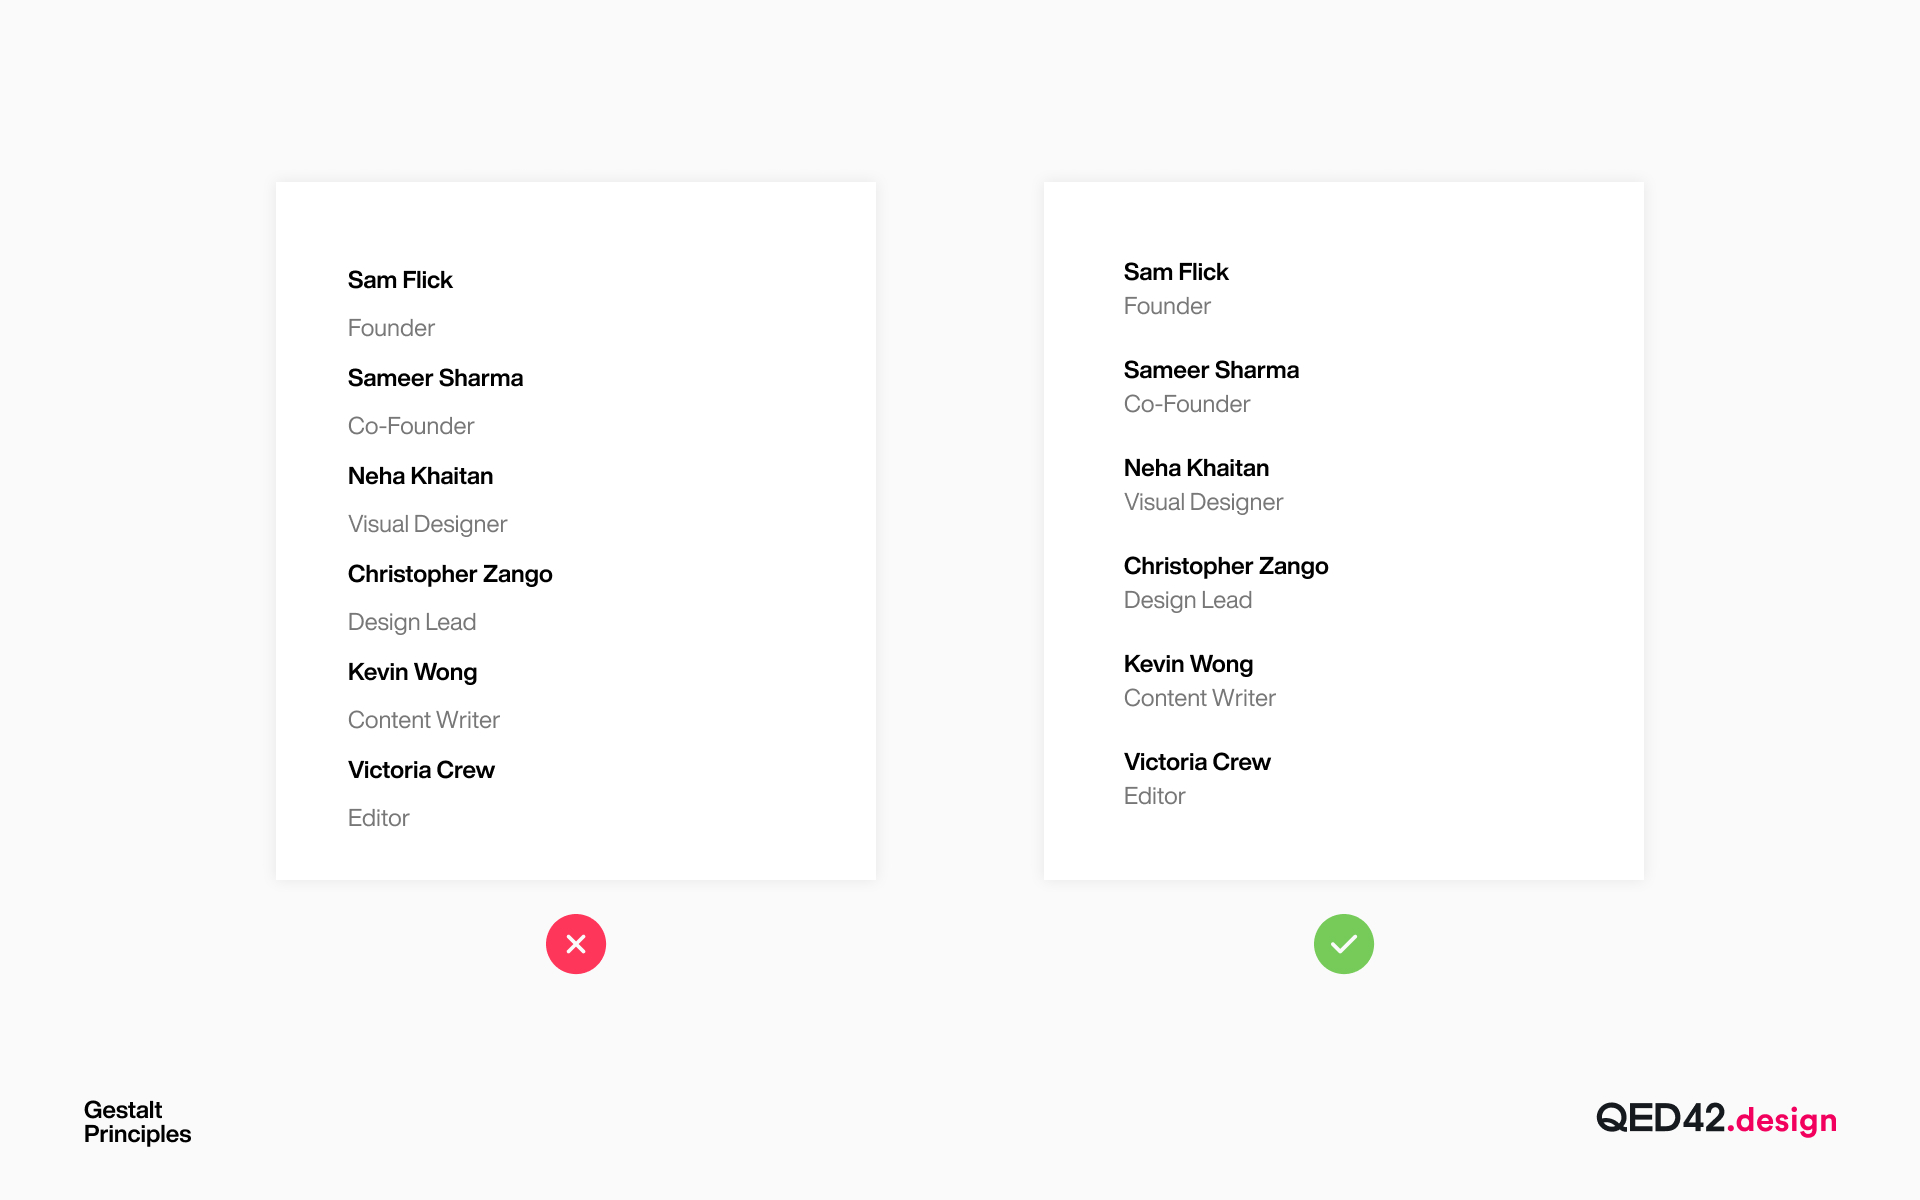 Sam Flick
Founder
Sameer Sharma
Co-Founder
Neha Khaitan
Visual Designer
Christopher Zango
Design Lead
Kevin Wong
Content Writer
Victoria Crew
Editor
Sam Flick
Founder
Sameer Sharma
Co-Founder
Neha Khaitan
Visual Designer
Christopher Zango
Design Lead
Kevin Wong
Content Writer
Victoria Crew
Editor
Gestalt
Principles
QED42.design